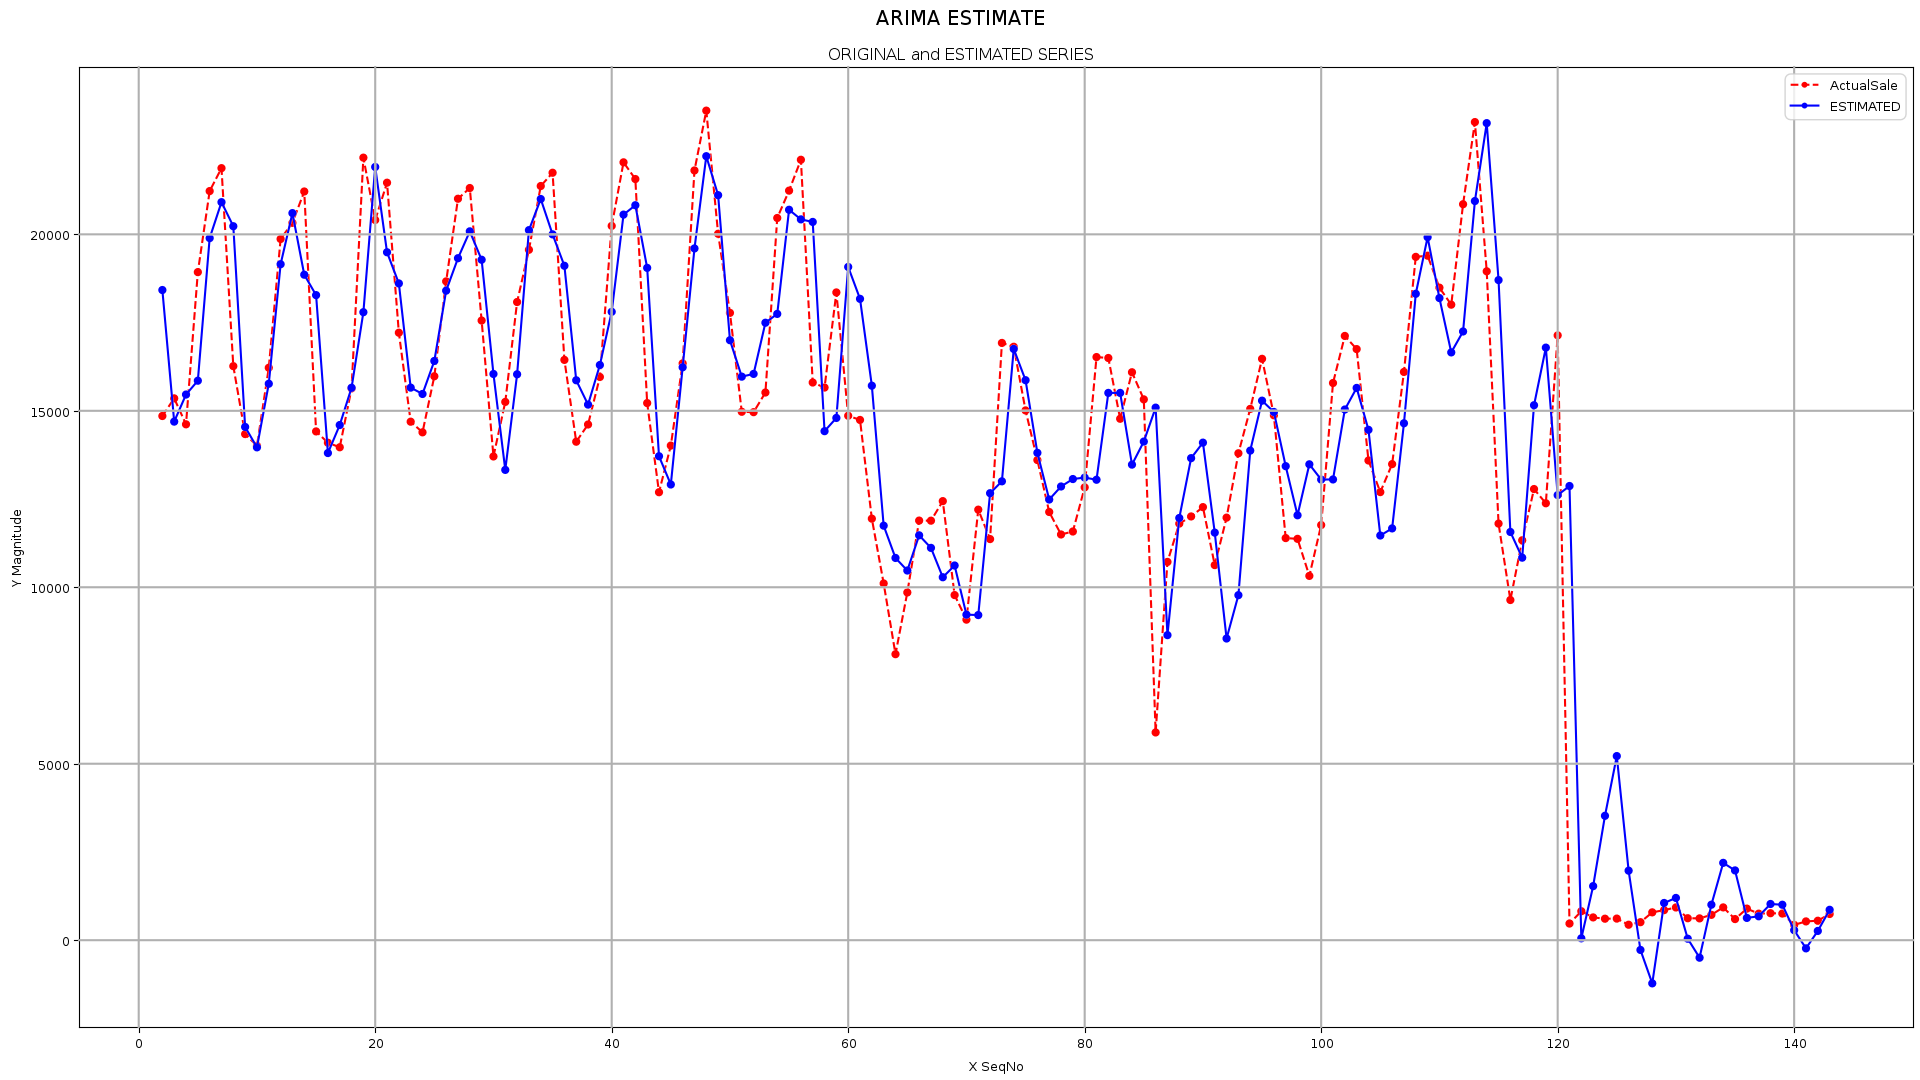 ARIMA ESTIMATE
ORIGINAL and ESTIMATED SERIES
ActualSale
ESTIMATED
Y Magnitude
20000
15000
10000
5000
0
0 20 40 60 80 100 120 140
X SeqNo